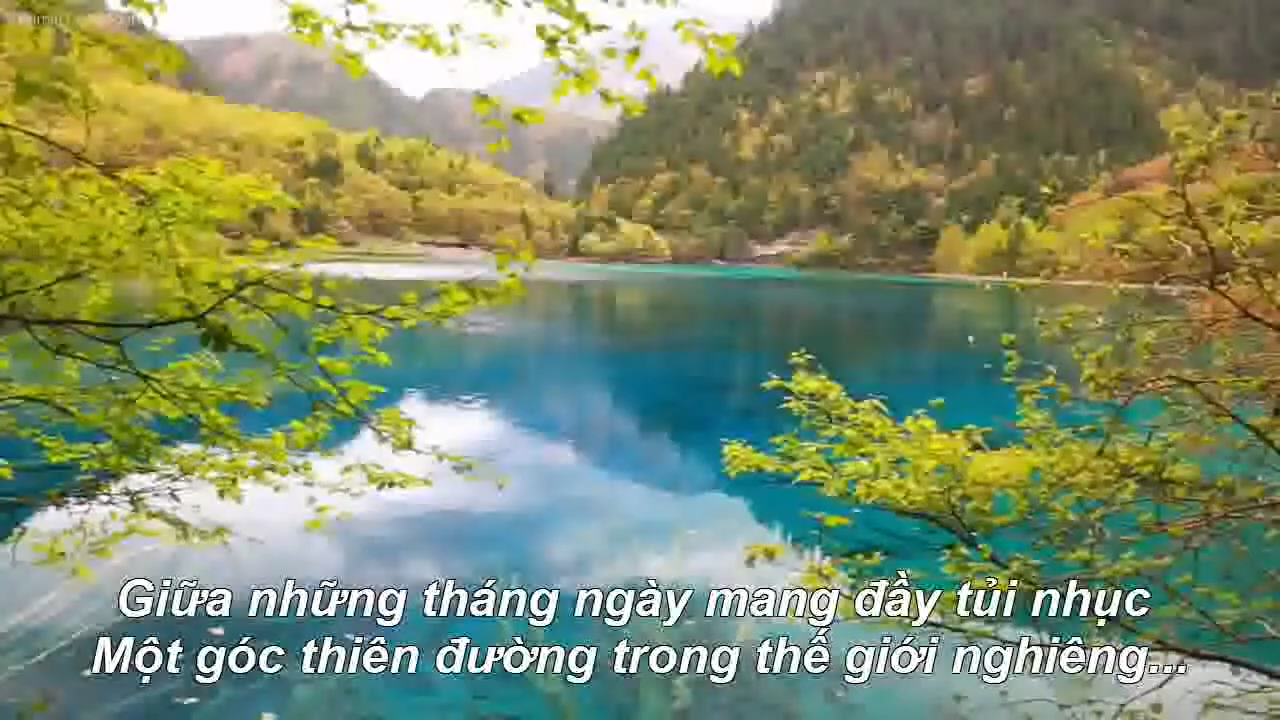 Giữa những tháng ngày mang đầy tủi nhục
Một góc thiên đường trong thế giới nghiêng...